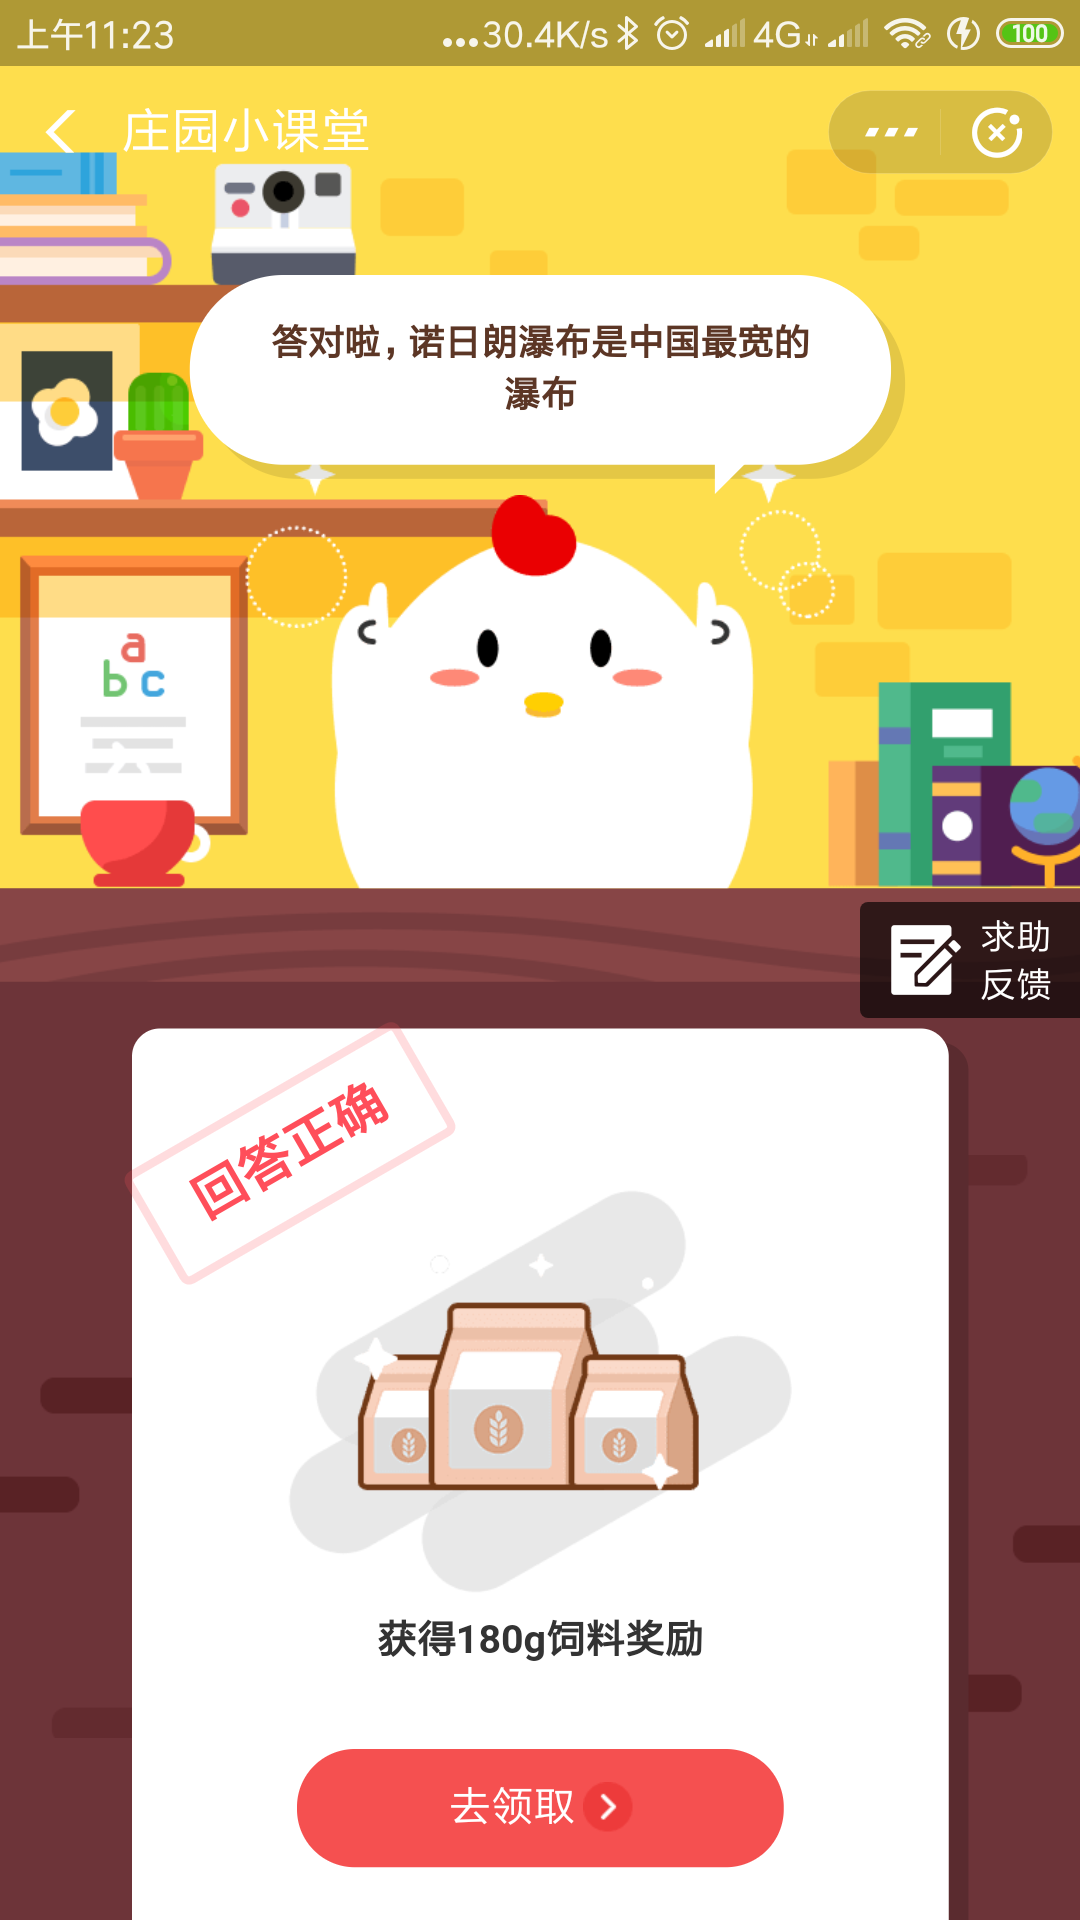 上午11:23
...30.4K/s 4G 100
庄园小课堂
答对啦,诺日朗瀑布是中国最宽的
瀑布
a
b c
求助
反馈
回答正确
获得180g饲料奖励
去领取